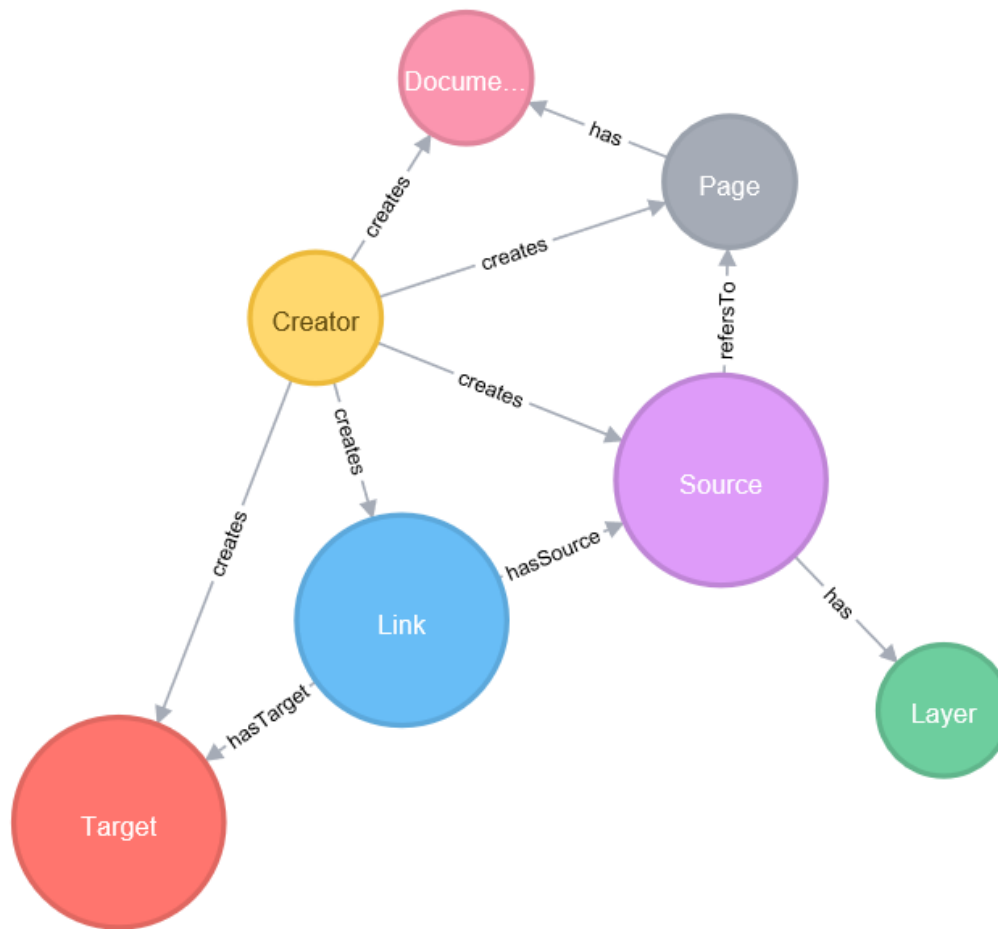 Docume...
has
Page
creates
creates
refersTo
Creator
creates
creates
Source
creates
hasSource
Link
has
hasTarget
Layer
Target